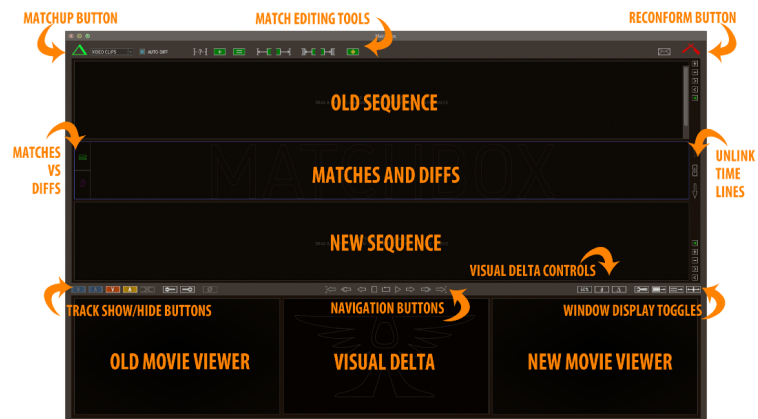 MATCHUP BUTTON
MATCH EDITING TOOLS
RECONFORM BUTTON
VIDEO CLIPS
AUTO DIFF
OLD SEQUENCE
MATCHES
VS
DIFFS
MATCHBOX
MATCHES AND DIFFS
UNLINK
TIME
LINES
NEW SEQUENCE
VISUAL DELTA CONTROLS
TRACK SHOW/HIDE BUTTONS
NAVIGATION BUTTONS
WINDOW DISPLAY TOGGLES
OLD MOVIE VIEWER
VISUAL DELTA
NEW MOVIE VIEWER